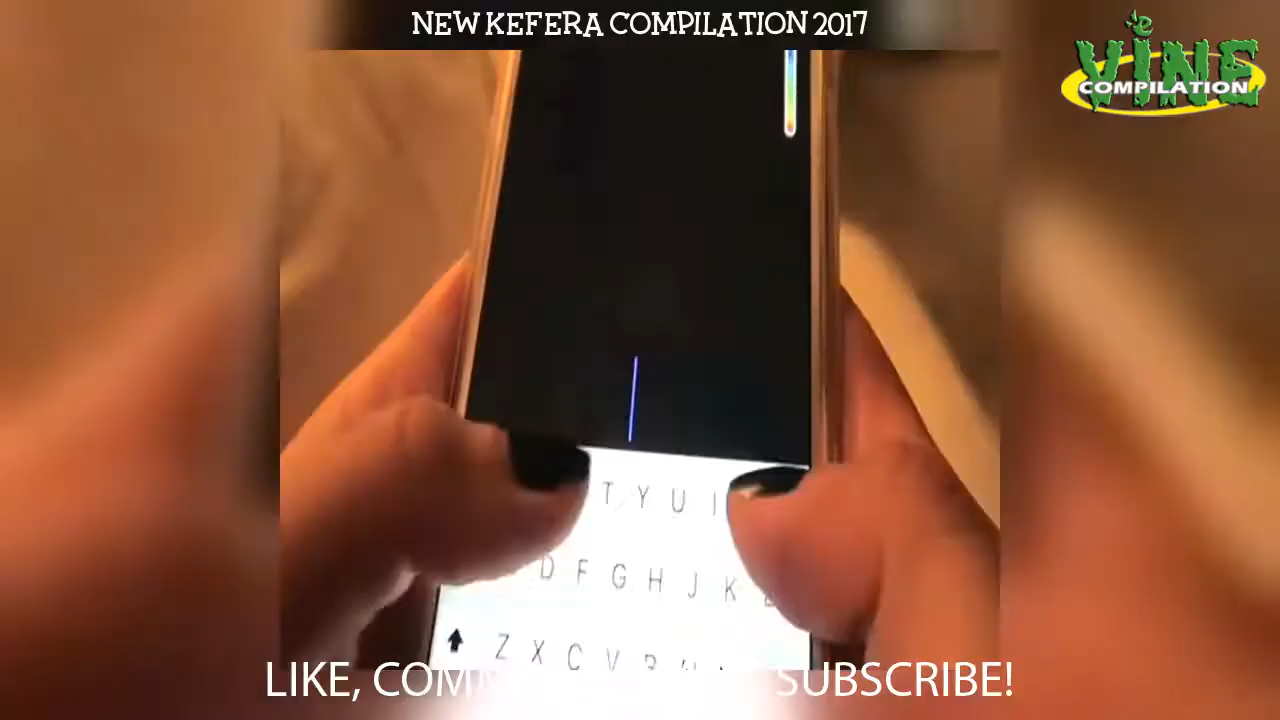 NEW KEFERA COMPILATION 2017
VINE
COMPILATION
T Y U I
D F G H J K
Z X C V
LIKE, COM SUBSCRIBE!